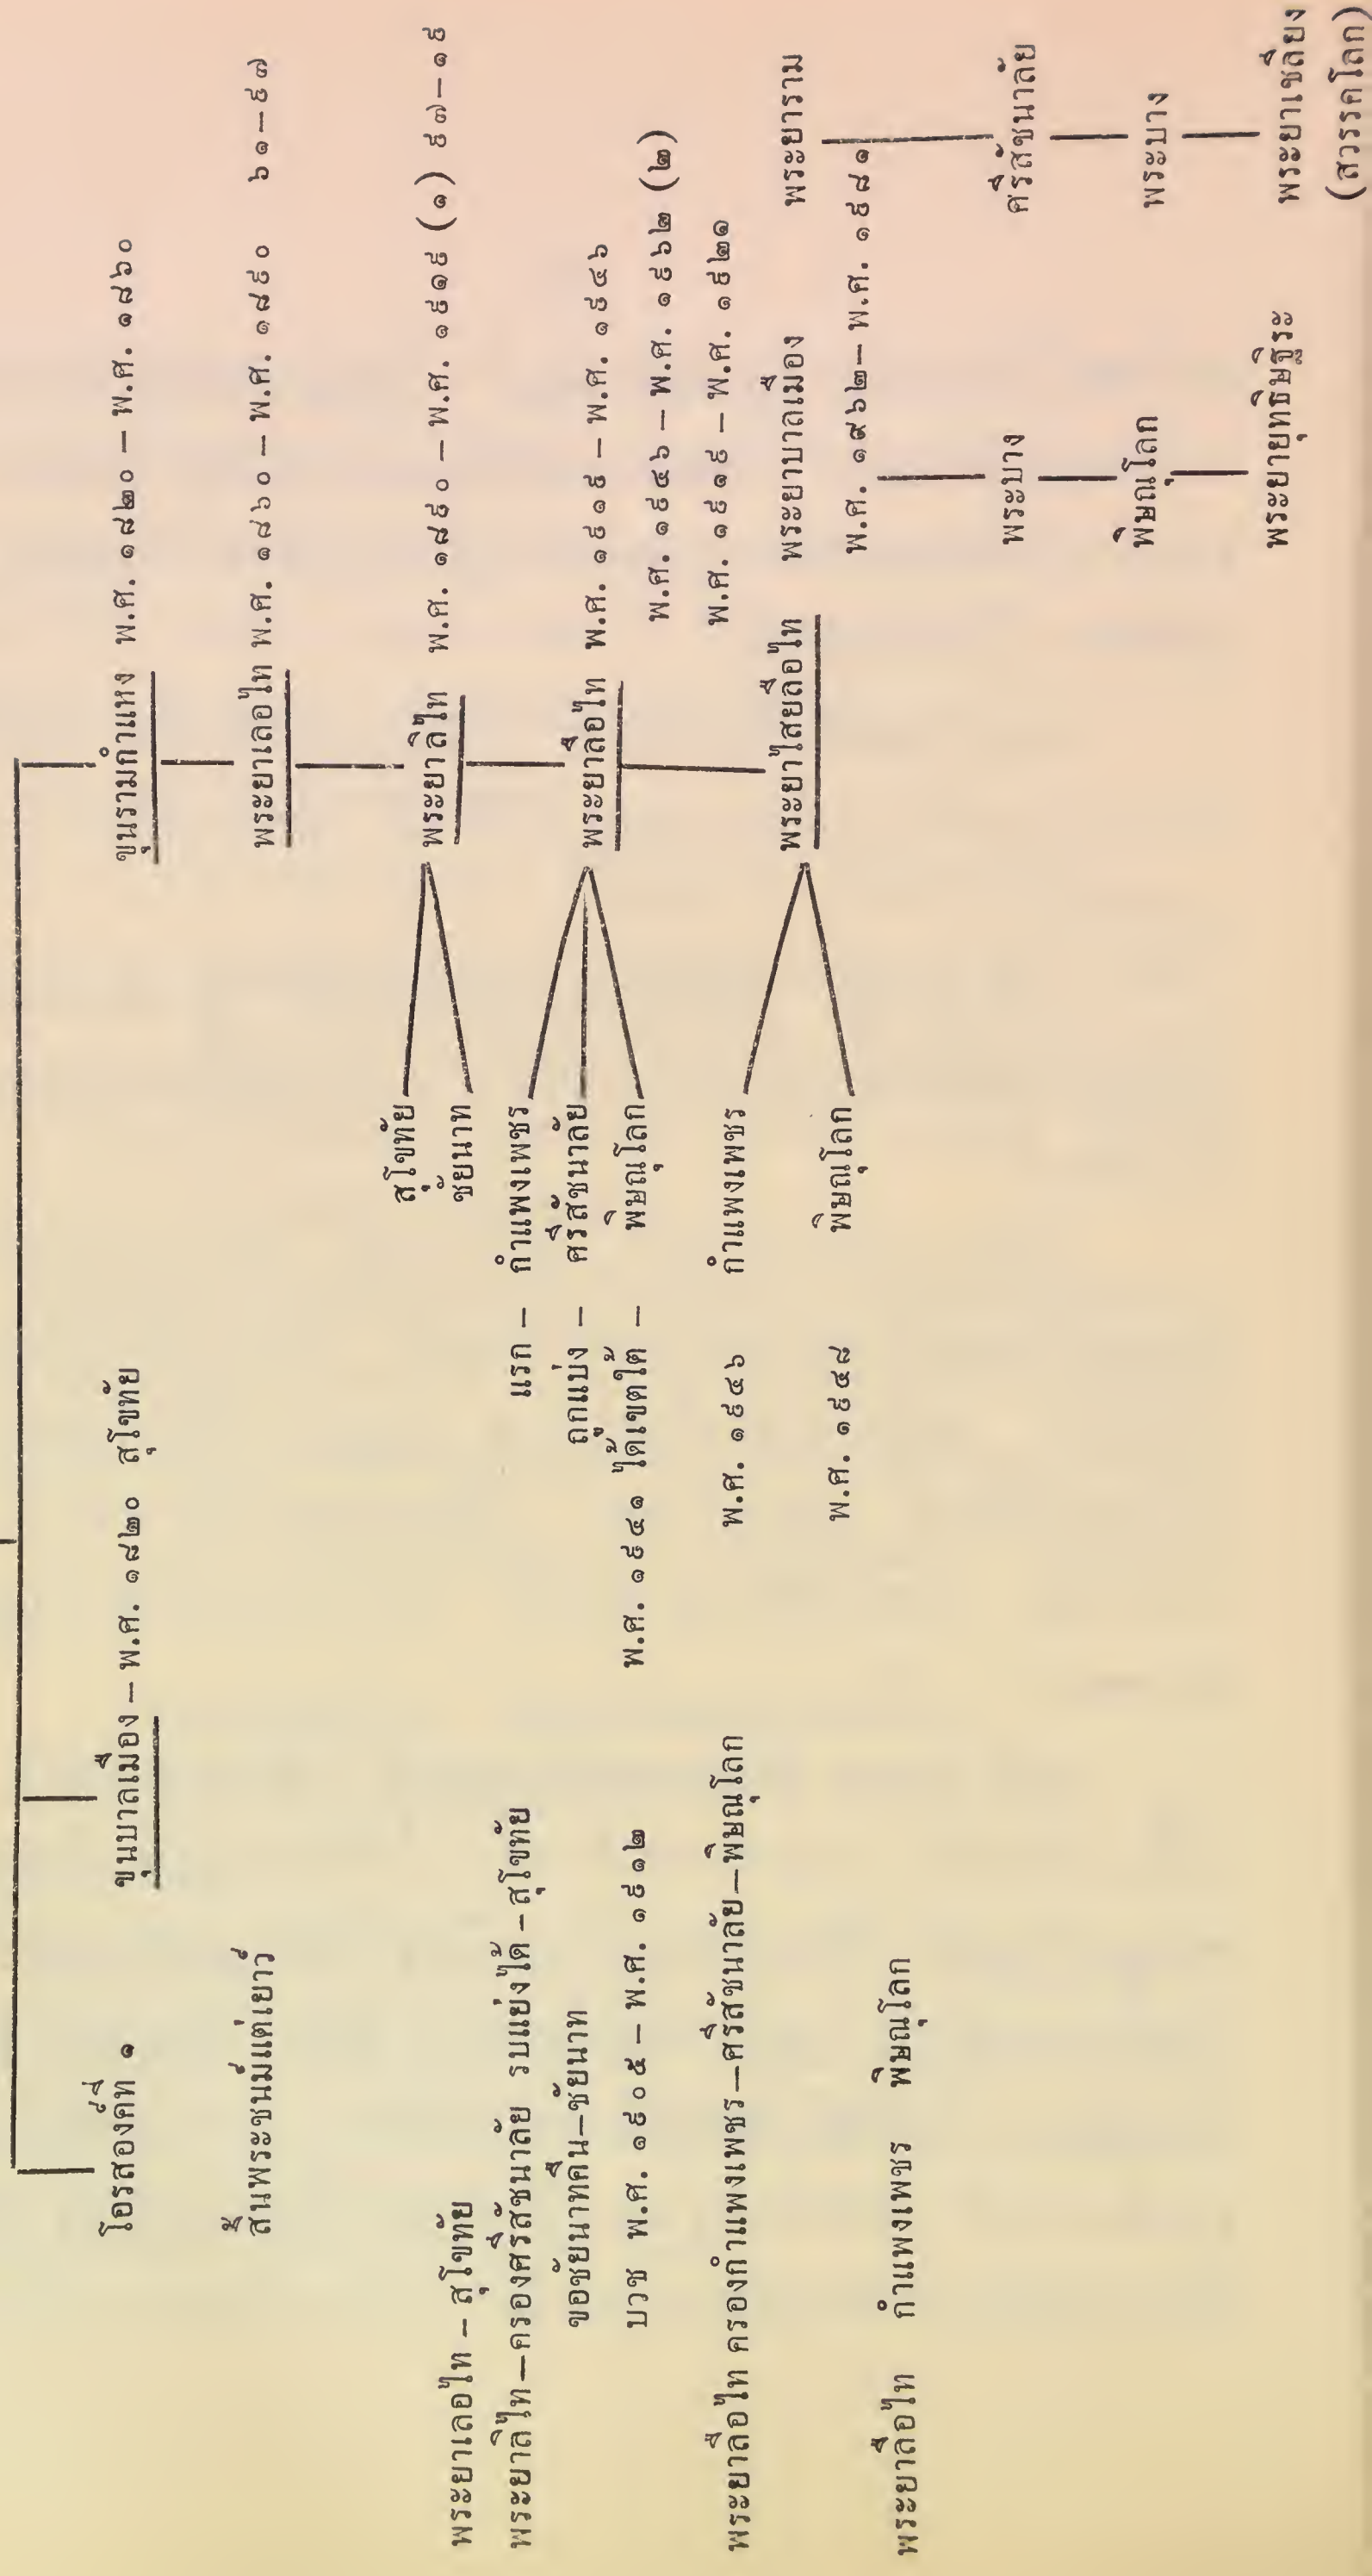 โอรสองค์ที่ ๑ ขุนบาลเมือง – พ.ศ. ๑๘๒๐ สุโขทัย ขุนรามกำแหง พ.ศ. ๑๘๒๐ – พ.ศ. ๑๘๖๐
สิ้นพระชนม์แต่เยาว์ พระยาเลอไท พ.ศ. ๑๘๖๐ – พ.ศ. ๑๘๙๐ ๖๑–๙๗
สุโขทัย
พระยาลิไท พ.ศ. ๑๘๙๐ – พ.ศ. ๑๙๑๙ (๑) ๙๗–๑๙
พระยาเลอไท – สุโขทัย ชัยนาท
พระยาลิไท–ครองศรีสัชนาลัย รบแย่งได้ – สุโขทัย แรก – กำแพงเพชร
ขอชัยนาทคืน–ชัยนาท ถูกแบ่ง – ศรีสัชนาลัย พระยาลือไท พ.ศ. ๑๙๑๙ – พ.ศ. ๑๙๔๖
บวช พ.ศ. ๑๙๐๕ – พ.ศ. ๑๙๑๒ พ.ศ. ๑๙๔๑ ได้เขตใต้ – พิษณุโลก
พ.ศ. ๑๙๔๖ – พ.ศ. ๑๙๖๒ (๒)
พระยาลือไท ครองกำแพงเพชร–ศรีสัชนาลัย–พิษณุโลก พ.ศ. ๑๙๔๖ กำแพงเพชร พ.ศ. ๑๙๑๙ – พ.ศ. ๑๙๒๑
พระยาไสยลือไท พระยาบาลเมือง พระยาราม
พ.ศ. ๑๙๔๘ พิษณุโลก พ.ศ. ๑๙๖๒– พ.ศ. ๑๙๘๑
พระยาลือไท กำแพงเพชร พิษณุโลก
พระบาง ศรีสัชนาลัย
พิษณุโลก พระบาง
พระยายุทธิษฐิระ พระยาเชลียง
(สวรรคโลก)